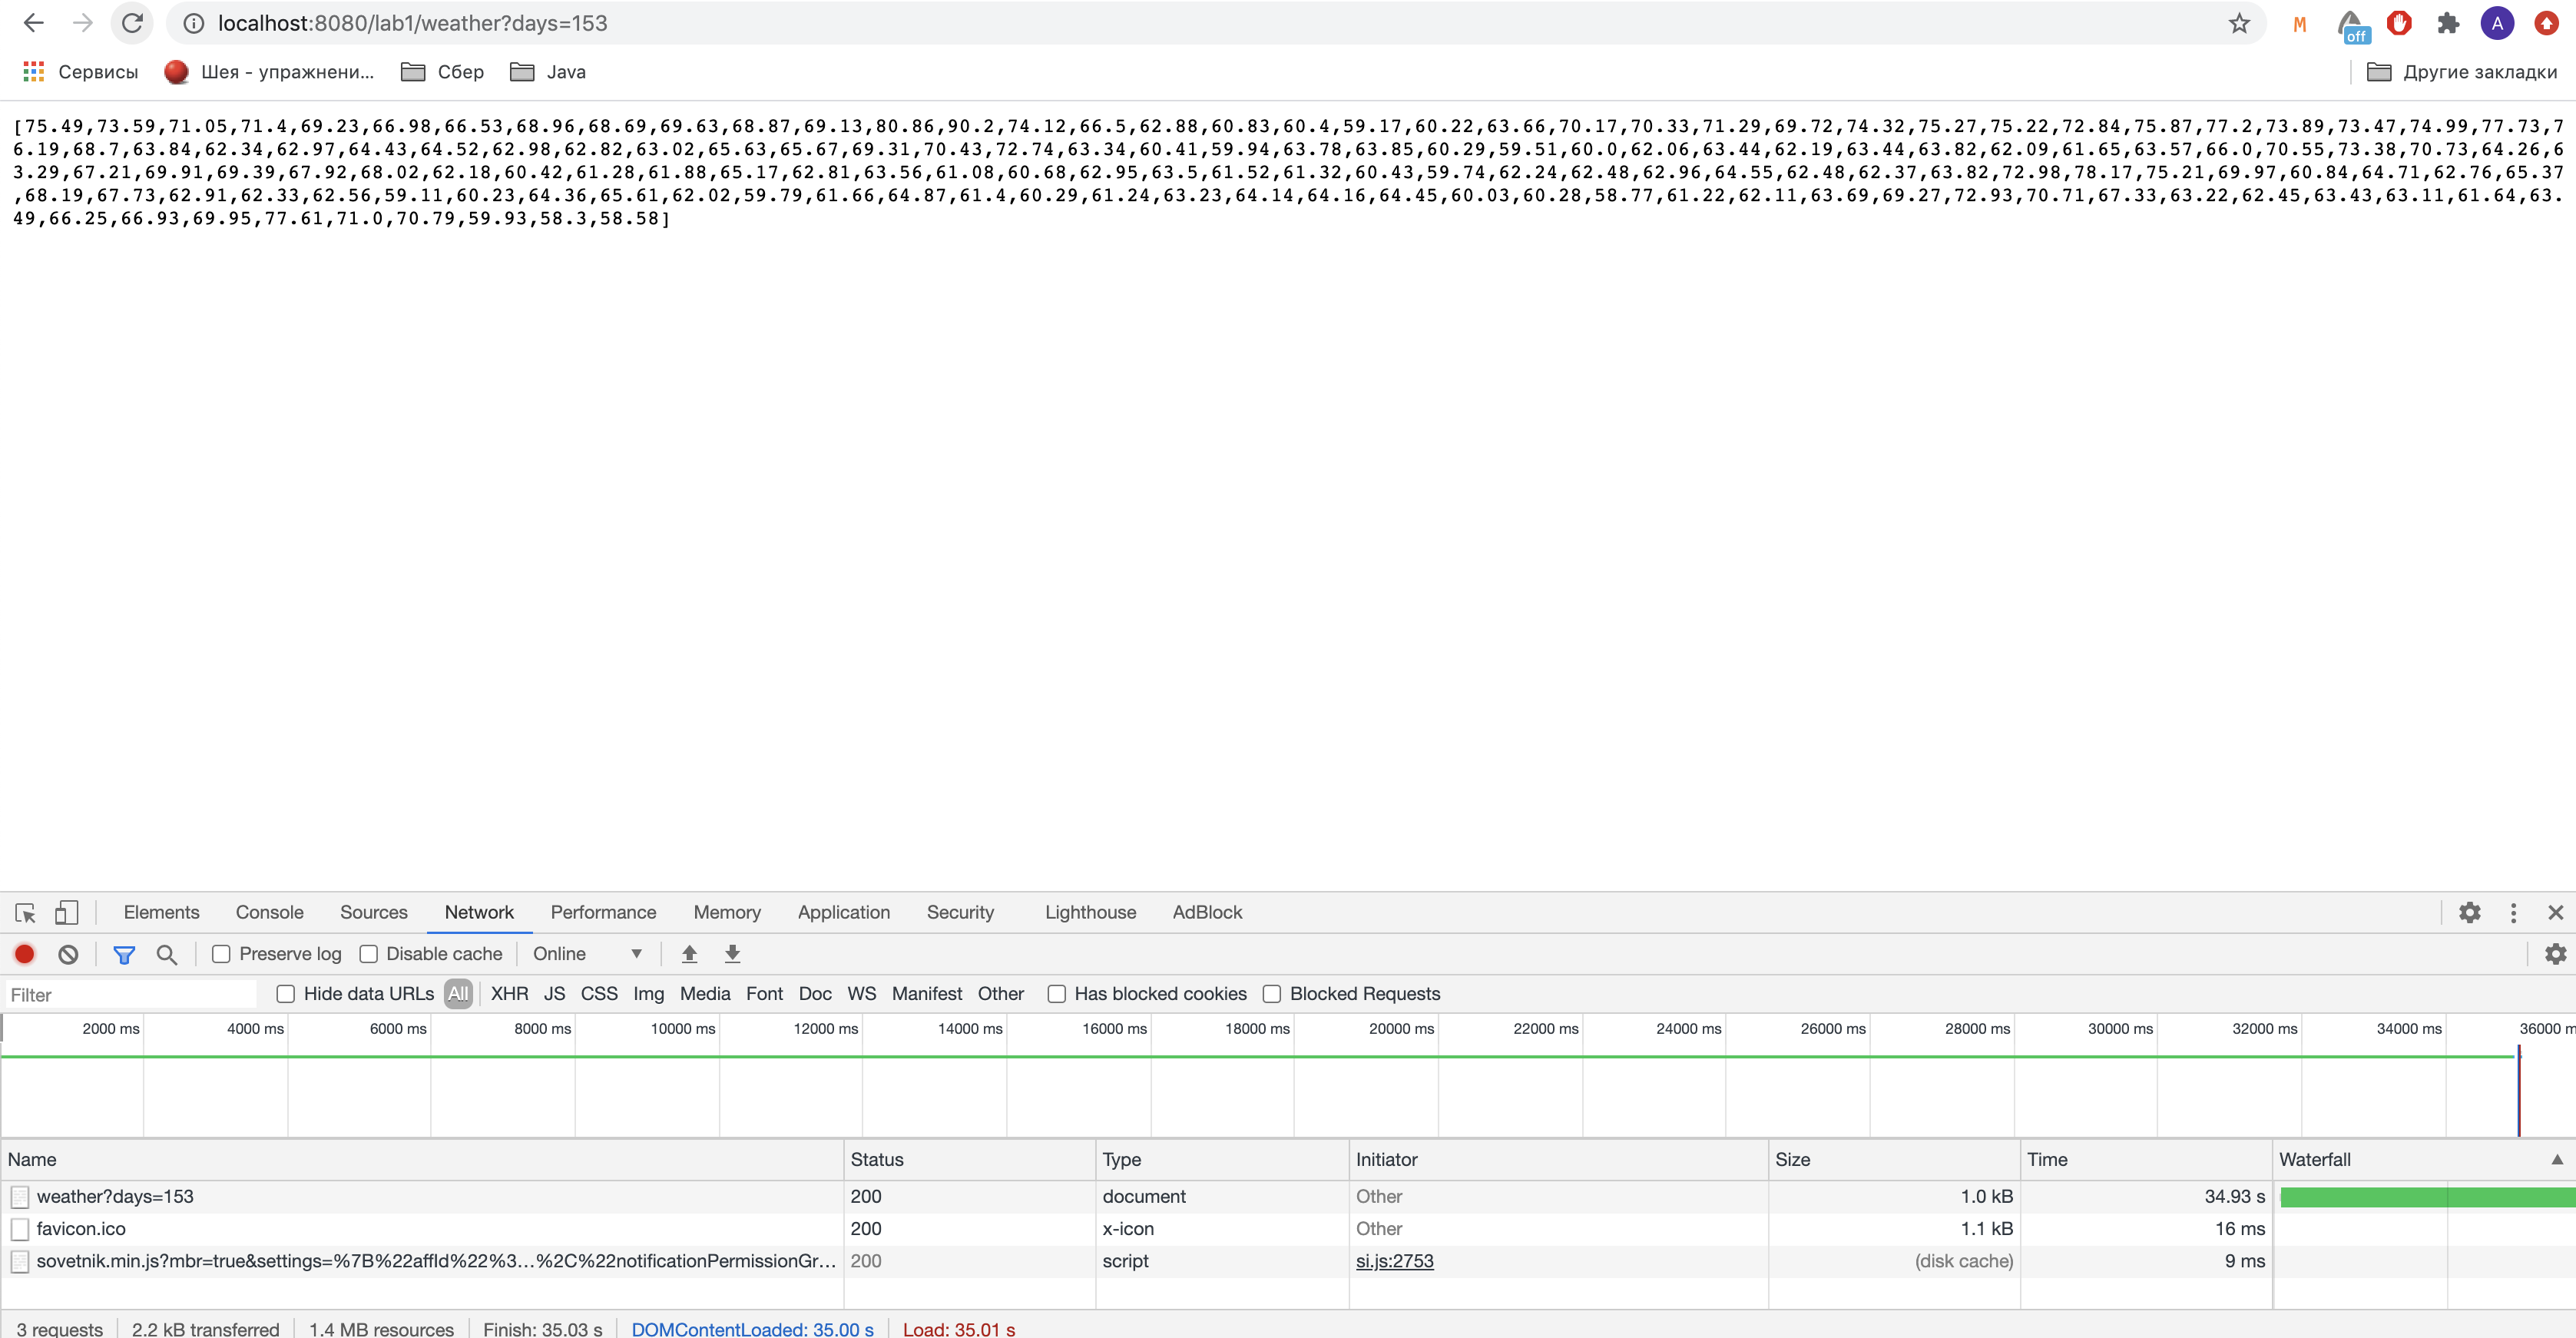 localhost:8080/lab1/weather?days=153
M
off
A
Сервисы
Шея - упражнени...
Сбер
Java
Другие закладки
[75.49,73.59,71.05,71.4,69.23,66.98,66.53,68.96,68.69,69.63,68.87,69.13,80.86,90.2,74.12,66.5,62.88,60.83,60.4,59.17,60.22,63.66,70.17,70.33,71.29,69.72,74.32,75.27,75.22,72.84,75.87,77.2,73.89,73.47,74.99,77.73,7
6.19,68.7,63.84,62.34,62.97,64.43,64.52,62.98,62.82,63.02,65.63,65.67,69.31,70.43,72.74,63.34,60.41,59.94,63.78,63.85,60.29,59.51,60.0,62.06,63.44,62.19,63.44,63.82,62.09,61.65,63.57,66.0,70.55,73.38,70.73,64.26,6
3.29,67.21,69.91,69.39,67.92,68.02,62.18,60.42,61.28,61.88,65.17,62.81,63.56,61.08,60.68,62.95,63.5,61.52,61.32,60.43,59.74,62.24,62.48,62.96,64.55,62.48,62.37,63.82,72.98,78.17,75.21,69.97,60.84,64.71,62.76,65.37
,68.19,67.73,62.91,62.33,62.56,59.11,60.23,64.36,65.61,62.02,59.79,61.66,64.87,61.4,60.29,61.24,63.23,64.14,64.16,64.45,60.03,60.28,58.77,61.22,62.11,63.69,69.27,72.93,70.71,67.33,63.22,62.45,63.43,63.11,61.64,63.
49,66.25,66.93,69.95,77.61,71.0,70.79,59.93,58.3,58.58]
Elements Console Sources Network Performance Memory Application Security Lighthouse AdBlock
Preserve log Disable cache Online
Filter Hide data URLs All XHR JS CSS Img Media Font Doc WS Manifest Other Has blocked cookies Blocked Requests
2000 ms 4000 ms 6000 ms 8000 ms 10000 ms 12000 ms 14000 ms 16000 ms 18000 ms 20000 ms 22000 ms 24000 ms 26000 ms 28000 ms 30000 ms 32000 ms 34000 ms 36000 m
Name Status Type Initiator Size Time Waterfall
weather?days=153 200 document Other 1.0 kB 34.93 s
favicon.ico 200 x-icon Other 1.1 kB 16 ms
sovetnik.min.js?mbr=true&settings=%7B%22affId%22%3...%2C%22notificationPermissionGr... 200 script si.js:2753 (disk cache) 9 ms
3 requests 2.2 kB transferred 1.4 MB resources Finish: 35.03 s DOMContentLoaded: 35.00 s Load: 35.01 s